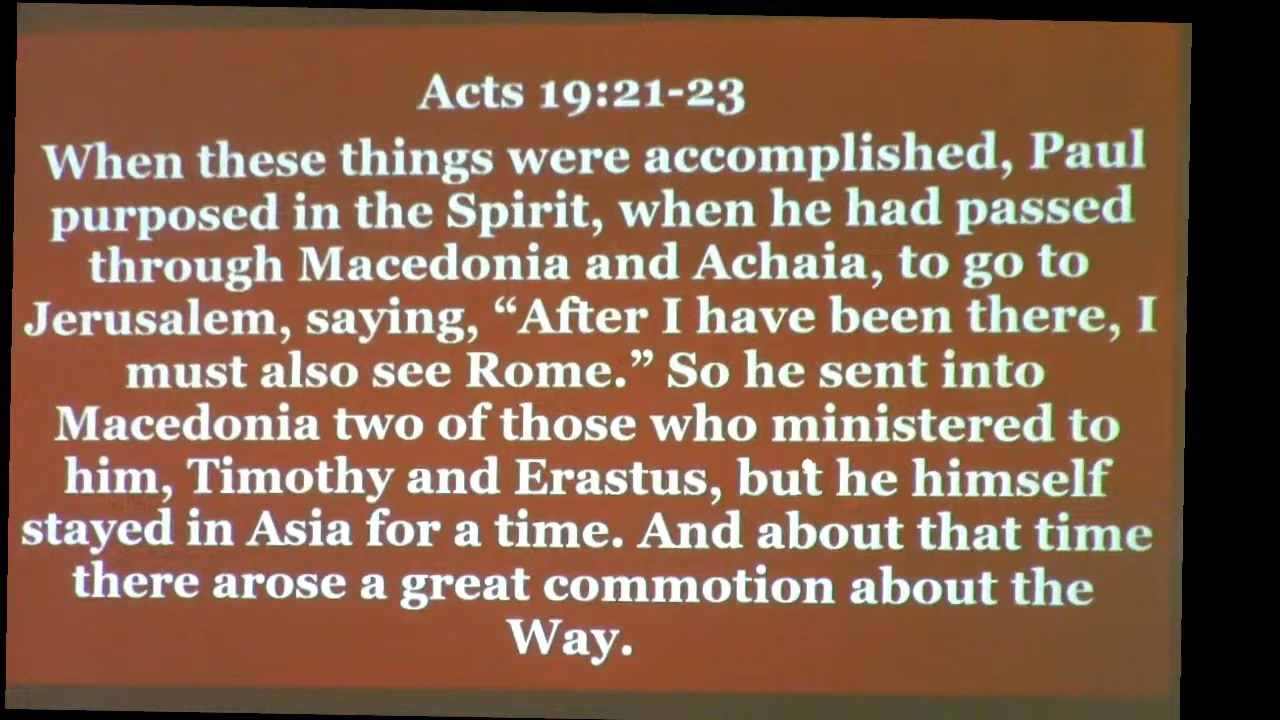 Acts 19:21-23
When these things were accomplished, Paul
purposed in the Spirit, when he had passed
through Macedonia and Achaia, to go to
Jerusalem, saying, “After I have been there, I
must also see Rome.” So he sent into
Macedonia two of those who ministered to
him, Timothy and Erastus, but he himself
stayed in Asia for a time. And about that time
there arose a great commotion about the
Way.